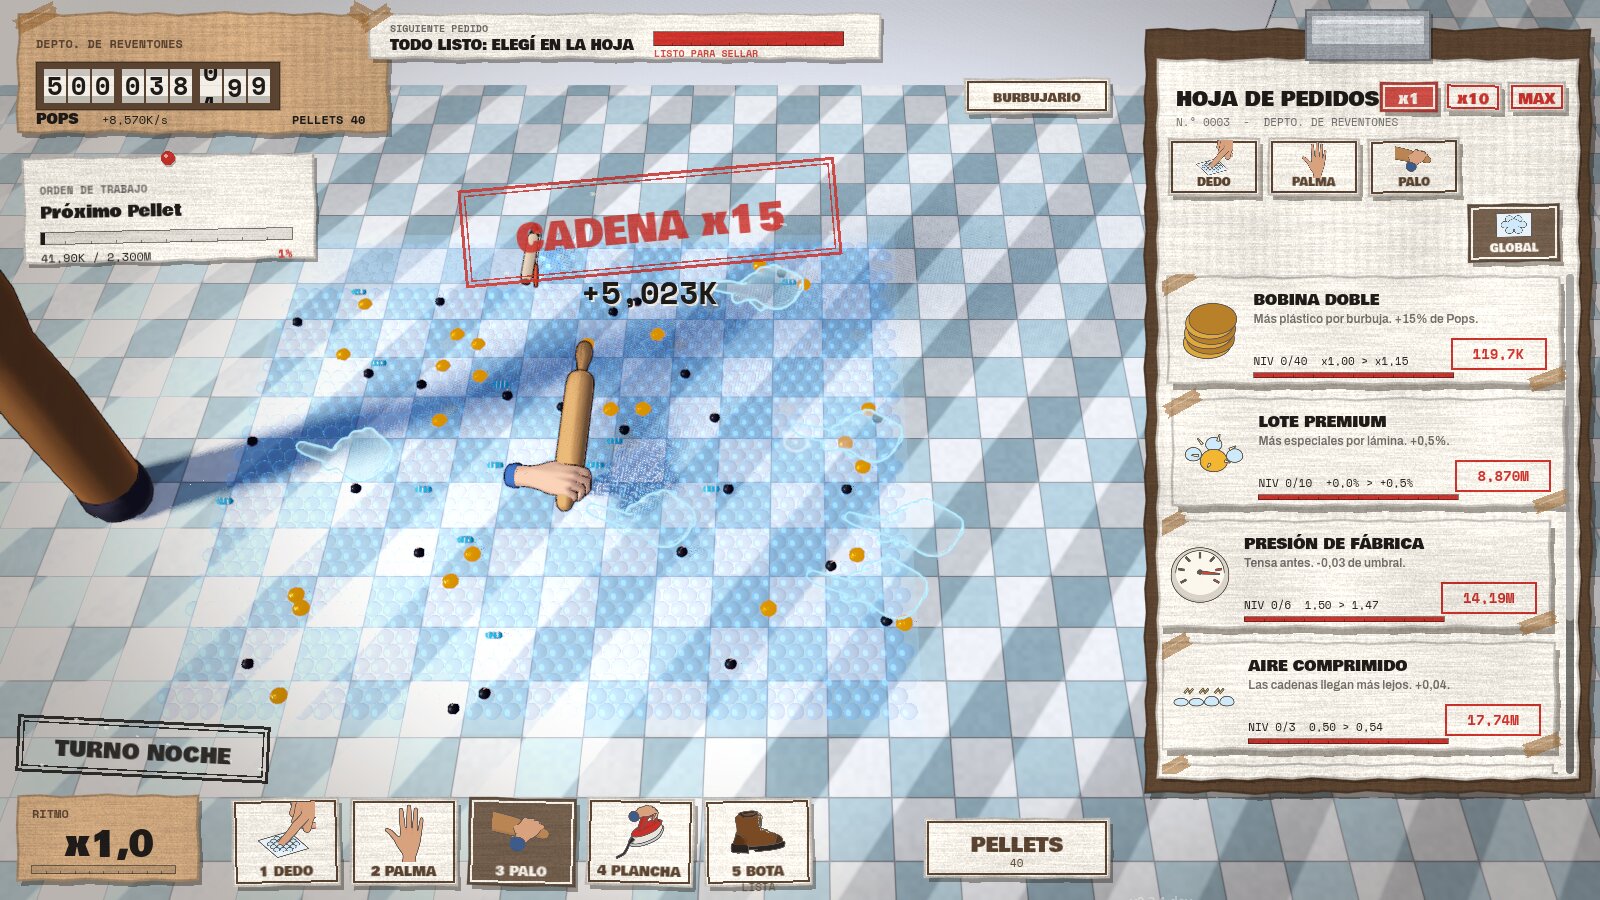 DEPTO. DE REVENTONES
500 038 99
POPS +8,570K/s PELLETS 40
SIGUIENTE PEDIDO
TODO LISTO: ELEGÍ EN LA HOJA
LISTO PARA SELLAR
BURBUJARIO
ORDEN DE TRABAJO
Próximo Pellet
41,90K / 2,300M 1%
CADENA x15
+5,023K
HOJA DE PEDIDOS x1 x10 MAX
N.° 0003 - DEPTO. DE REVENTONES
DEDO PALMA PALO
GLOBAL
BOBINA DOBLE
Más plástico por burbuja. +15% de Pops.
NIV 0/40 x1,00 > x1,15 119,7K
LOTE PREMIUM
Más especiales por lámina. +0,5%.
NIV 0/10 +0,0% > +0,5% 8,870M
PRESIÓN DE FÁBRICA
Tensa antes. -0,03 de umbral.
NIV 0/6 1,50 > 1,47 14,19M
AIRE COMPRIMIDO
Las cadenas llegan más lejos. +0,04.
NIV 0/3 0,50 > 0,54 17,74M
TURNO NOCHE
RITMO
x1,0
1 DEDO 2 PALMA 3 PALO 4 PLANCHA 5 BOTA
LISTA
PELLETS
40